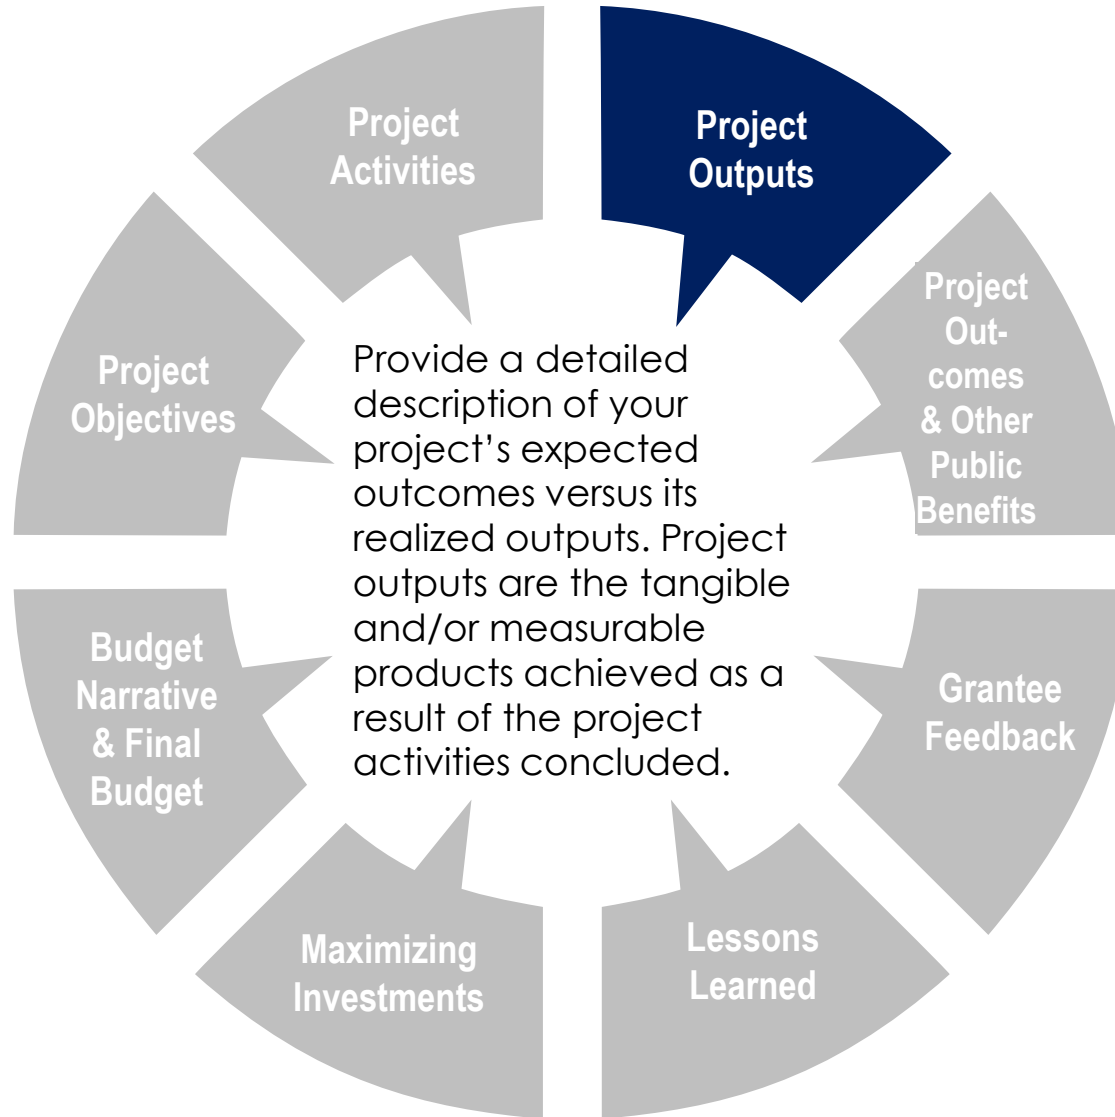 Project
Activities
Project
Outputs
Project
Out-
comes
& Other
Public
Benefits
Project
Objectives
Provide a detailed
description of your
project’s expected
outcomes versus its
realized outputs. Project
outputs are the tangible
and/or measurable
products achieved as a
result of the project
activities concluded.
Budget
Narrative
& Final
Budget
Grantee
Feedback
Maximizing
Investments
Lessons
Learned